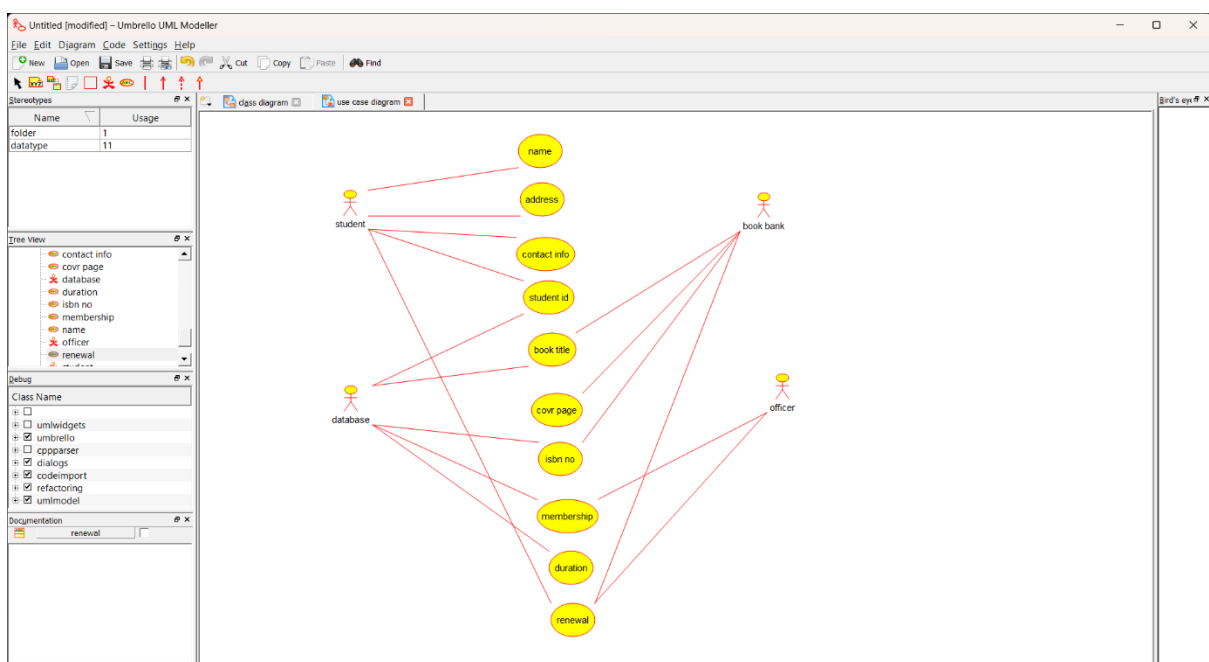 Untitled [modified] – Umbrello UML Modeller
File Edit Diagram Code Settings Help
New Open Save Cut Copy Paste Find
XYZ
Stereotypes
Name Usage
folder 1
datatype 11
Tree View
contact info
covr page
database
duration
isbn no
membership
name
officer
renewal
student
Debug
Class Name
umlwidgets
umbrello
cppparser
dialogs
codeimport
refactoring
umlmodel
Documentation
renewal
class diagram use case diagram
name
address
student
book bank
contact info
student id
book title
database
covr page
officer
isbn no
membership
duration
renewal
Bird's eye